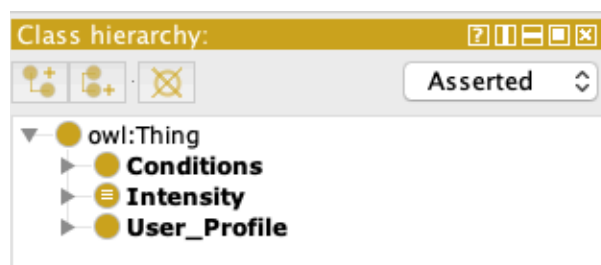 Class hierarchy:
Asserted
owl:Thing
Conditions
Intensity
User_Profile